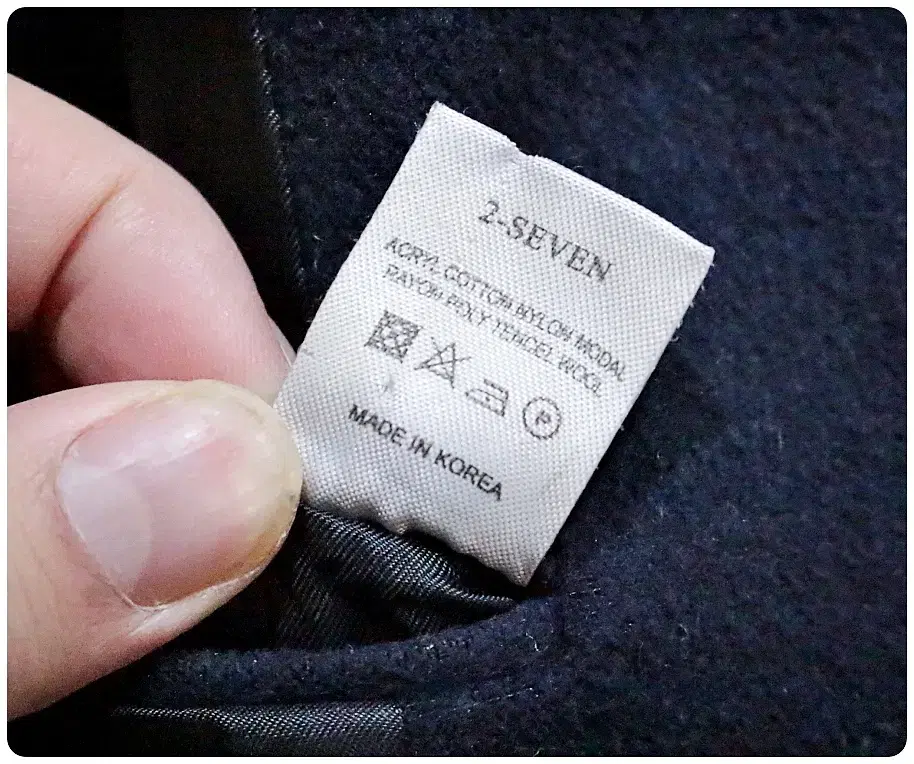 2-SEVEN
ACRYL COTTON NYLON MODAL
RAYON POLY TENCEL WOOL
P
MADE IN KOREA